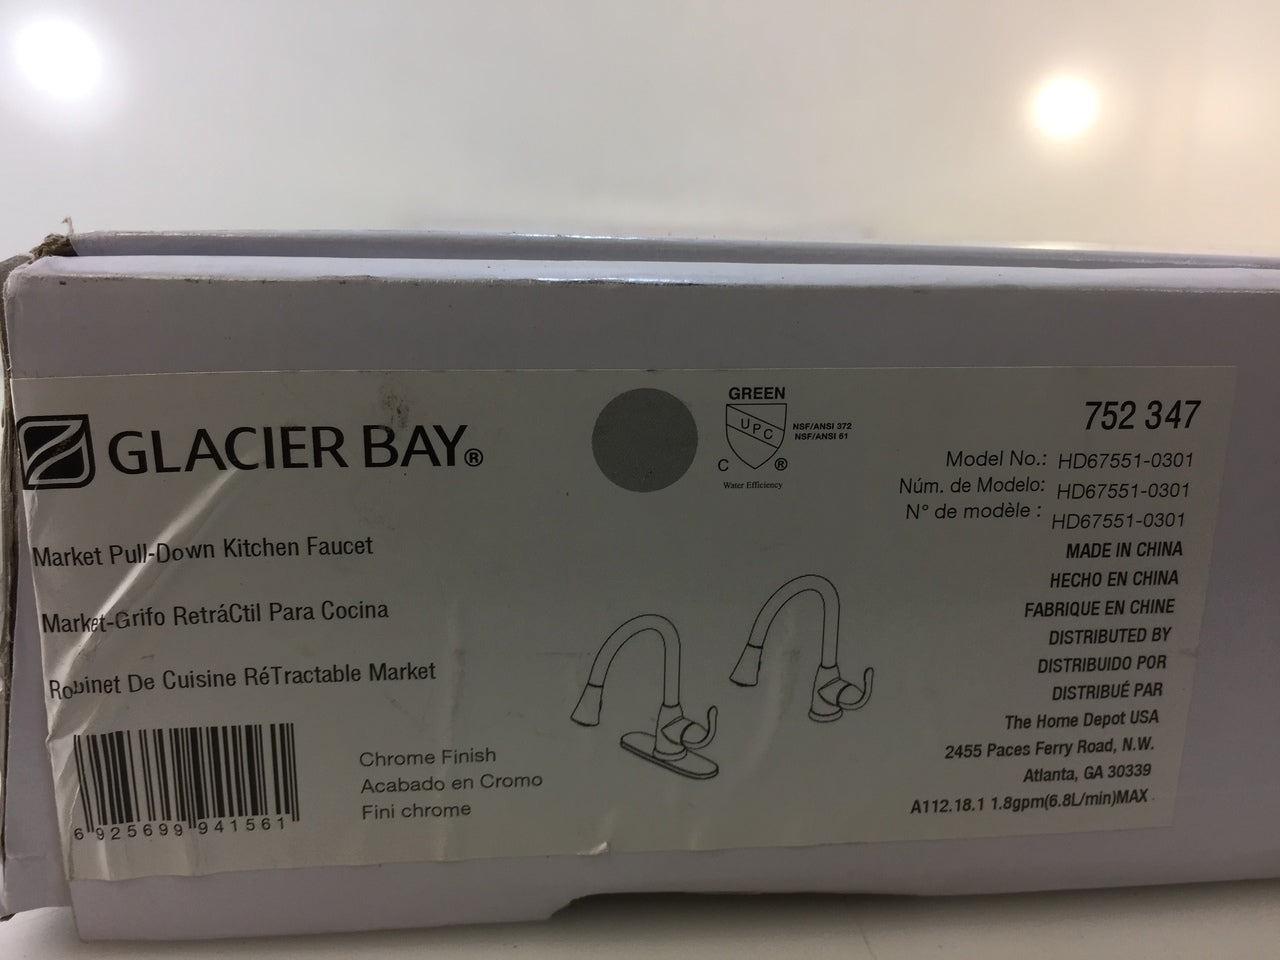 GLACIER BAY®
Market Pull-Down Kitchen Faucet
Market-Grifo RetráCtil Para Cocina
Robinet De Cuisine RéTractable Market
6 925699 941561
Chrome Finish
Acabado en Cromo
Fini chrome
GREEN
UPC
C ®
Water Efficiency
NSF/ANSI 372
NSF/ANSI 61
752 347
Model No.: HD67551-0301
Núm. de Modelo: HD67551-0301
N° de modèle : HD67551-0301
MADE IN CHINA
HECHO EN CHINA
FABRIQUE EN CHINE
DISTRIBUTED BY
DISTRIBUIDO POR
DISTRIBUÉ PAR
The Home Depot USA
2455 Paces Ferry Road, N.W.
Atlanta, GA 30339
A112.18.1 1.8gpm(6.8L/min)MAX